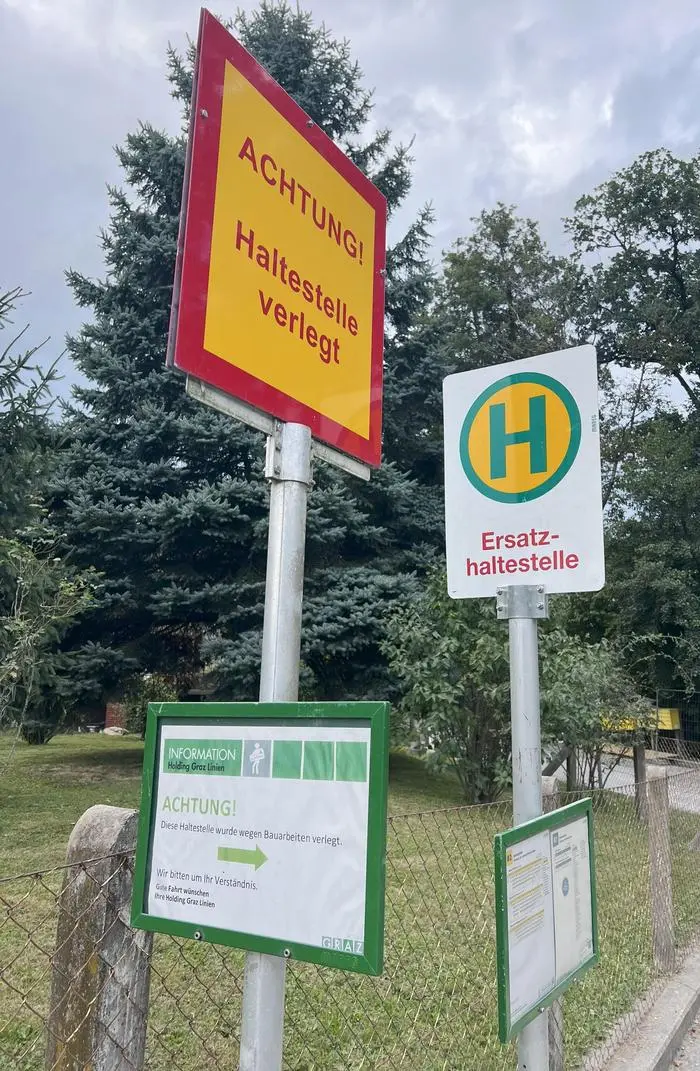 ACHTUNG!
Haltestelle
verlegt
H
Ersatz-
haltestelle
INFORMATION
Holding Graz Linien
ACHTUNG!
Diese Haltestelle wurde wegen Bauarbeiten verlegt.
Wir bitten um Ihr Verständnis.
Gute Fahrt wünschen
Ihre Holding Graz Linien
GRAZ